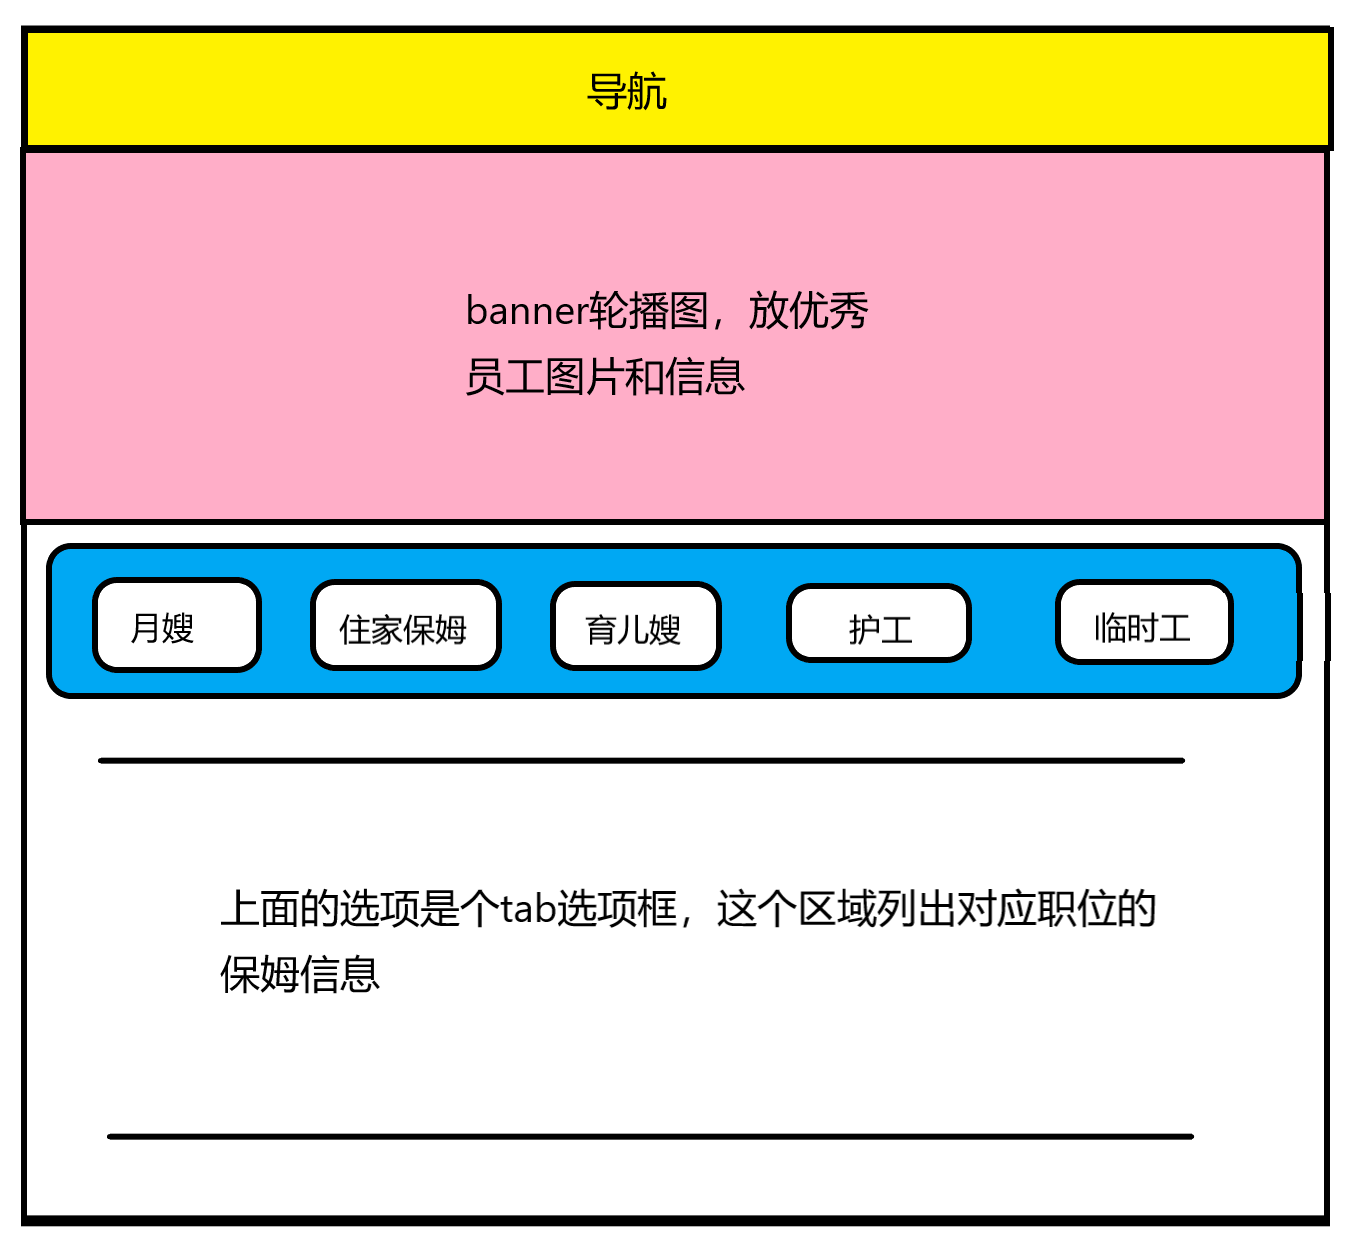 导航
banner轮播图，放优秀
员工图片和信息
月嫂
住家保姆
育儿嫂
护工
临时工
上面的选项是个tab选项框，这个区域列出对应职位的
保姆信息